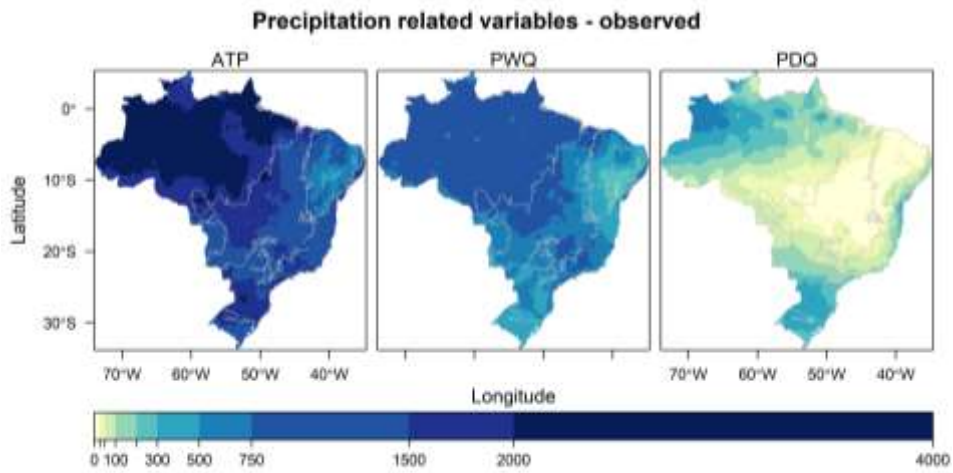 Precipitation related variables - observed
ATP PWQ PDQ
Latitude
0°
10°S
20°S
30°S
70°W 60°W 50°W 40°W 70°W 60°W 50°W 40°W
Longitude
0 100 300 500 750 1500 2000 4000